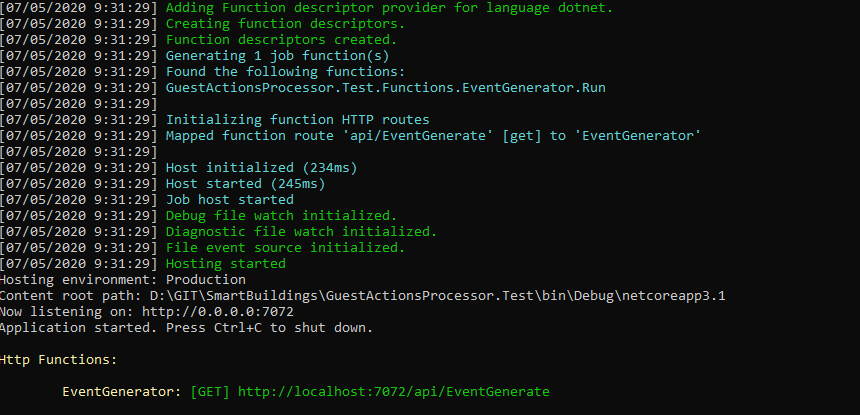 [07/05/2020 9:31:29] Adding Function descriptor provider for language dotnet.
[07/05/2020 9:31:29] Creating function descriptors.
[07/05/2020 9:31:29] Function descriptors created.
[07/05/2020 9:31:29] Generating 1 job function(s)
[07/05/2020 9:31:29] Found the following functions:
[07/05/2020 9:31:29] GuestActionsProcessor.Test.Functions.EventGenerator.Run
[07/05/2020 9:31:29]
[07/05/2020 9:31:29] Initializing function HTTP routes
[07/05/2020 9:31:29] Mapped function route 'api/EventGenerate' [get] to 'EventGenerator'
[07/05/2020 9:31:29]
[07/05/2020 9:31:29] Host initialized (234ms)
[07/05/2020 9:31:29] Host started (245ms)
[07/05/2020 9:31:29] Job host started
[07/05/2020 9:31:29] Debug file watch initialized.
[07/05/2020 9:31:29] Diagnostic file watch initialized.
[07/05/2020 9:31:29] File event source initialized.
[07/05/2020 9:31:29] Hosting started
Hosting environment: Production
Content root path: D:\GIT\SmartBuildings\GuestActionsProcessor.Test\bin\Debug\netcoreapp3.1
Now listening on: http://0.0.0.0:7072
Application started. Press Ctrl+C to shut down.
Http Functions:
EventGenerator: [GET] http://localhost:7072/api/EventGenerate